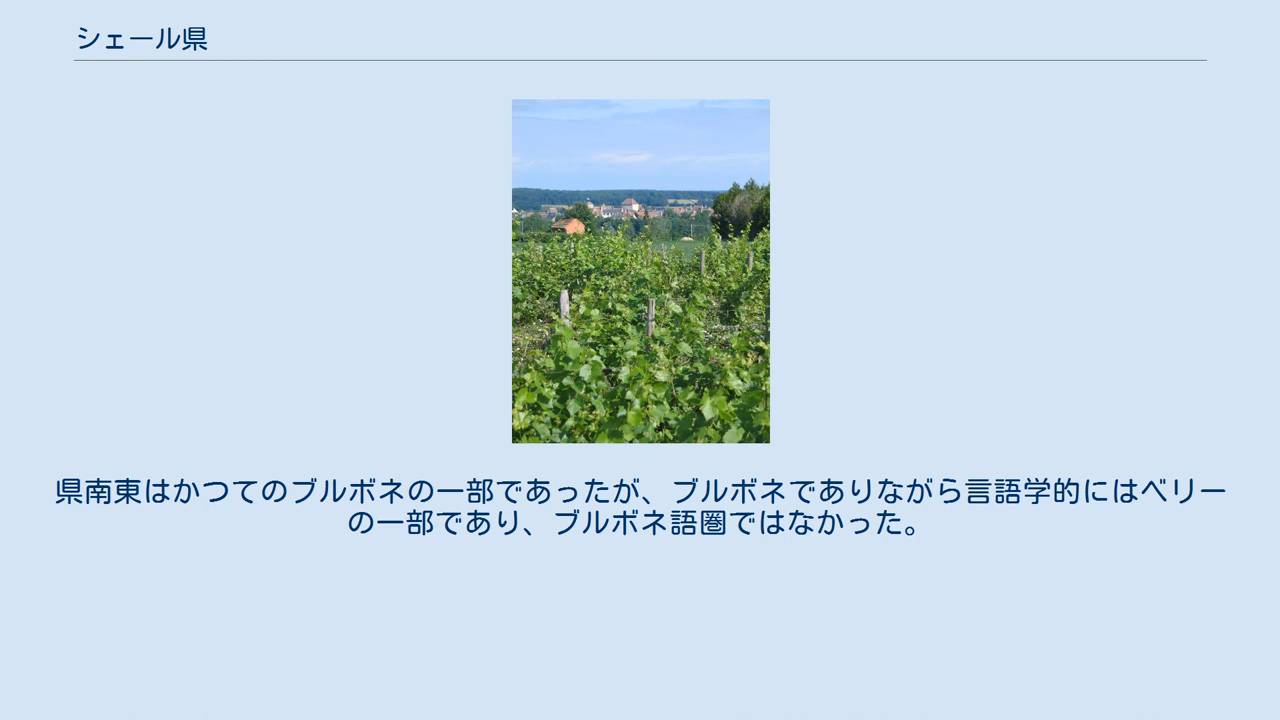 シェール県
県南東はかつてのブルボネの一部であったが、ブルボネでありながら言語学的にはベリー
の一部であり、ブルボネ語圏ではなかった。